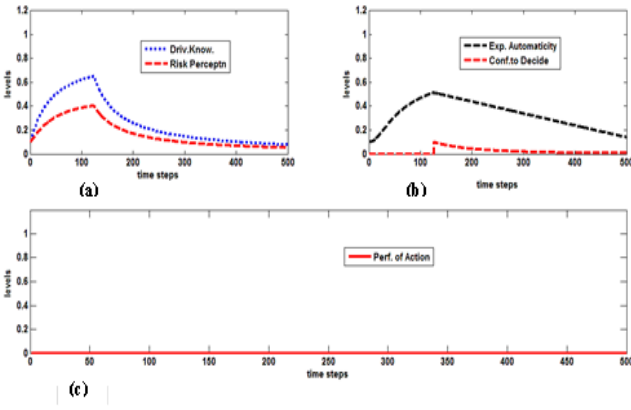 1.2
1
0.8
0.6
0.4
0.2
0
levels
Driv.Know.
Risk Perceptn
0 100 200 300 400 500
time steps
(a)
1.2
1
0.8
0.6
0.4
0.2
0
levels
Exp. Automaticity
Conf.to Decide
0 100 200 300 400 500
time steps
(b)
1
0.8
0.6
0.4
0.2
0
levels
Perf. of Action
0 50 100 150 200 250 300 350 400 450 500
time steps
(c)